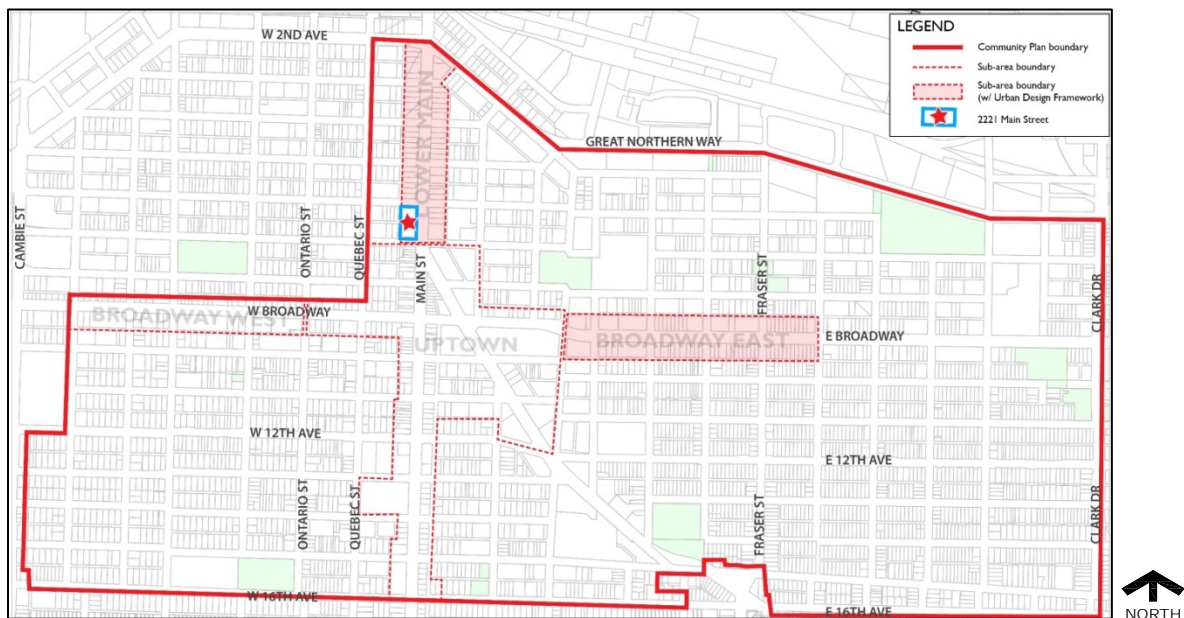 W 2ND AVE
LEGEND
Community Plan boundary
Sub-area boundary
Sub-area boundary
(w/ Urban Design Framework)
2221 Main Street
LOWER MAIN
GREAT NORTHERN WAY
CAMBIE ST
ONTARIO ST
QUEBEC ST
MAIN ST
FRASER ST
CLARK DR
W BROADWAY
BROADWAY WEST
UPTOWN
BROADWAY EAST
E BROADWAY
W 12TH AVE
E 12TH AVE
ONTARIO ST
QUEBEC ST
FRASER ST
CLARK DR
W 16TH AVE
E 16TH AVE
NORTH